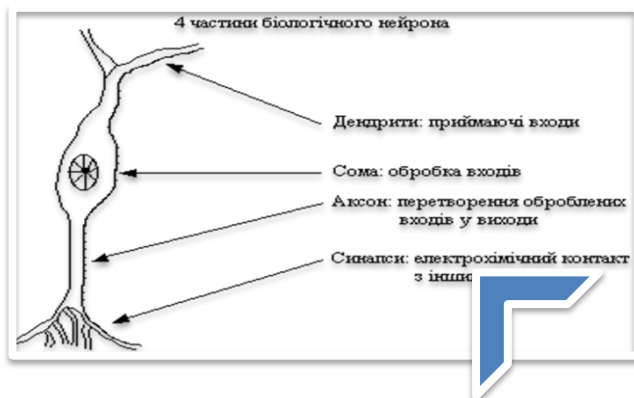 4 частини біологічного нейрона
Дендрити: приймаючі входи
Сома: обробка входів
Аксон: перетворення оброблених
входів у виходи
Синапси: електрохімічний контакт
з